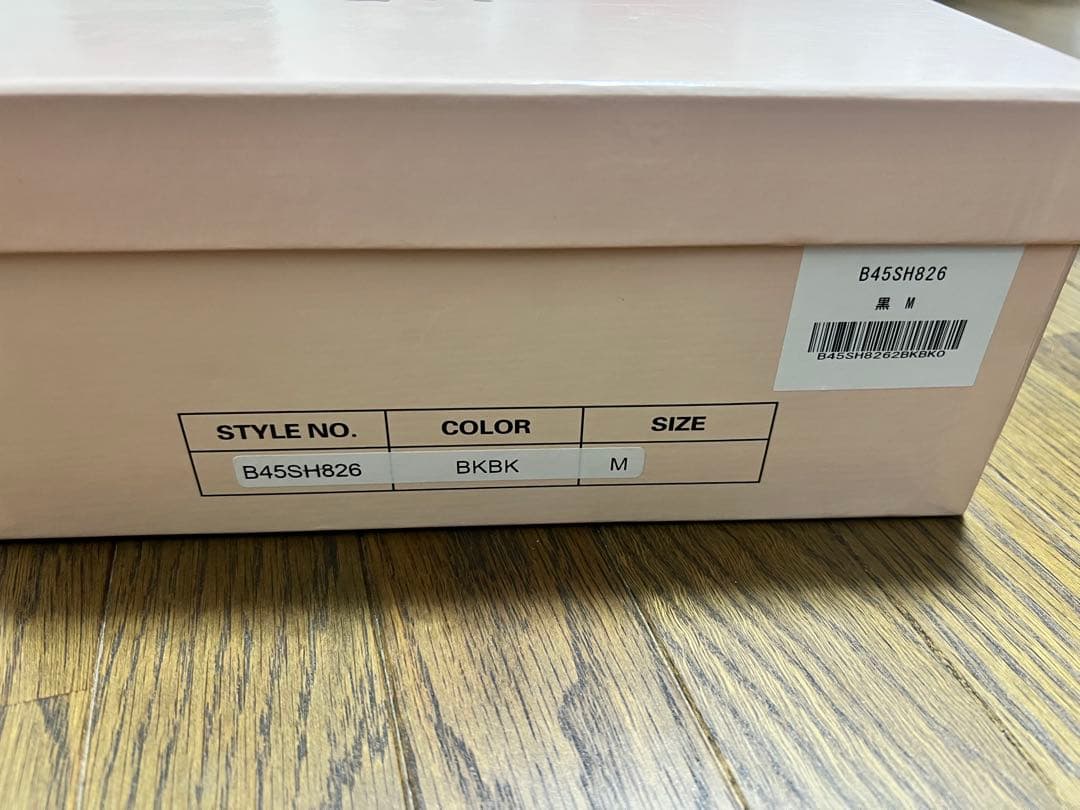 B45SH826
黒 M
B45SH8262BKBK0
STYLE NO. COLOR SIZE
B45SH826 BKBK M